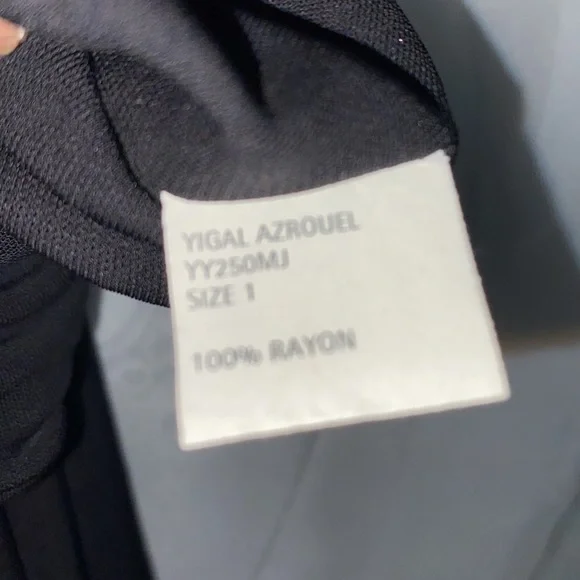 YIGAL AZROUEL
YY250MJ
SIZE 1
100% RAYON